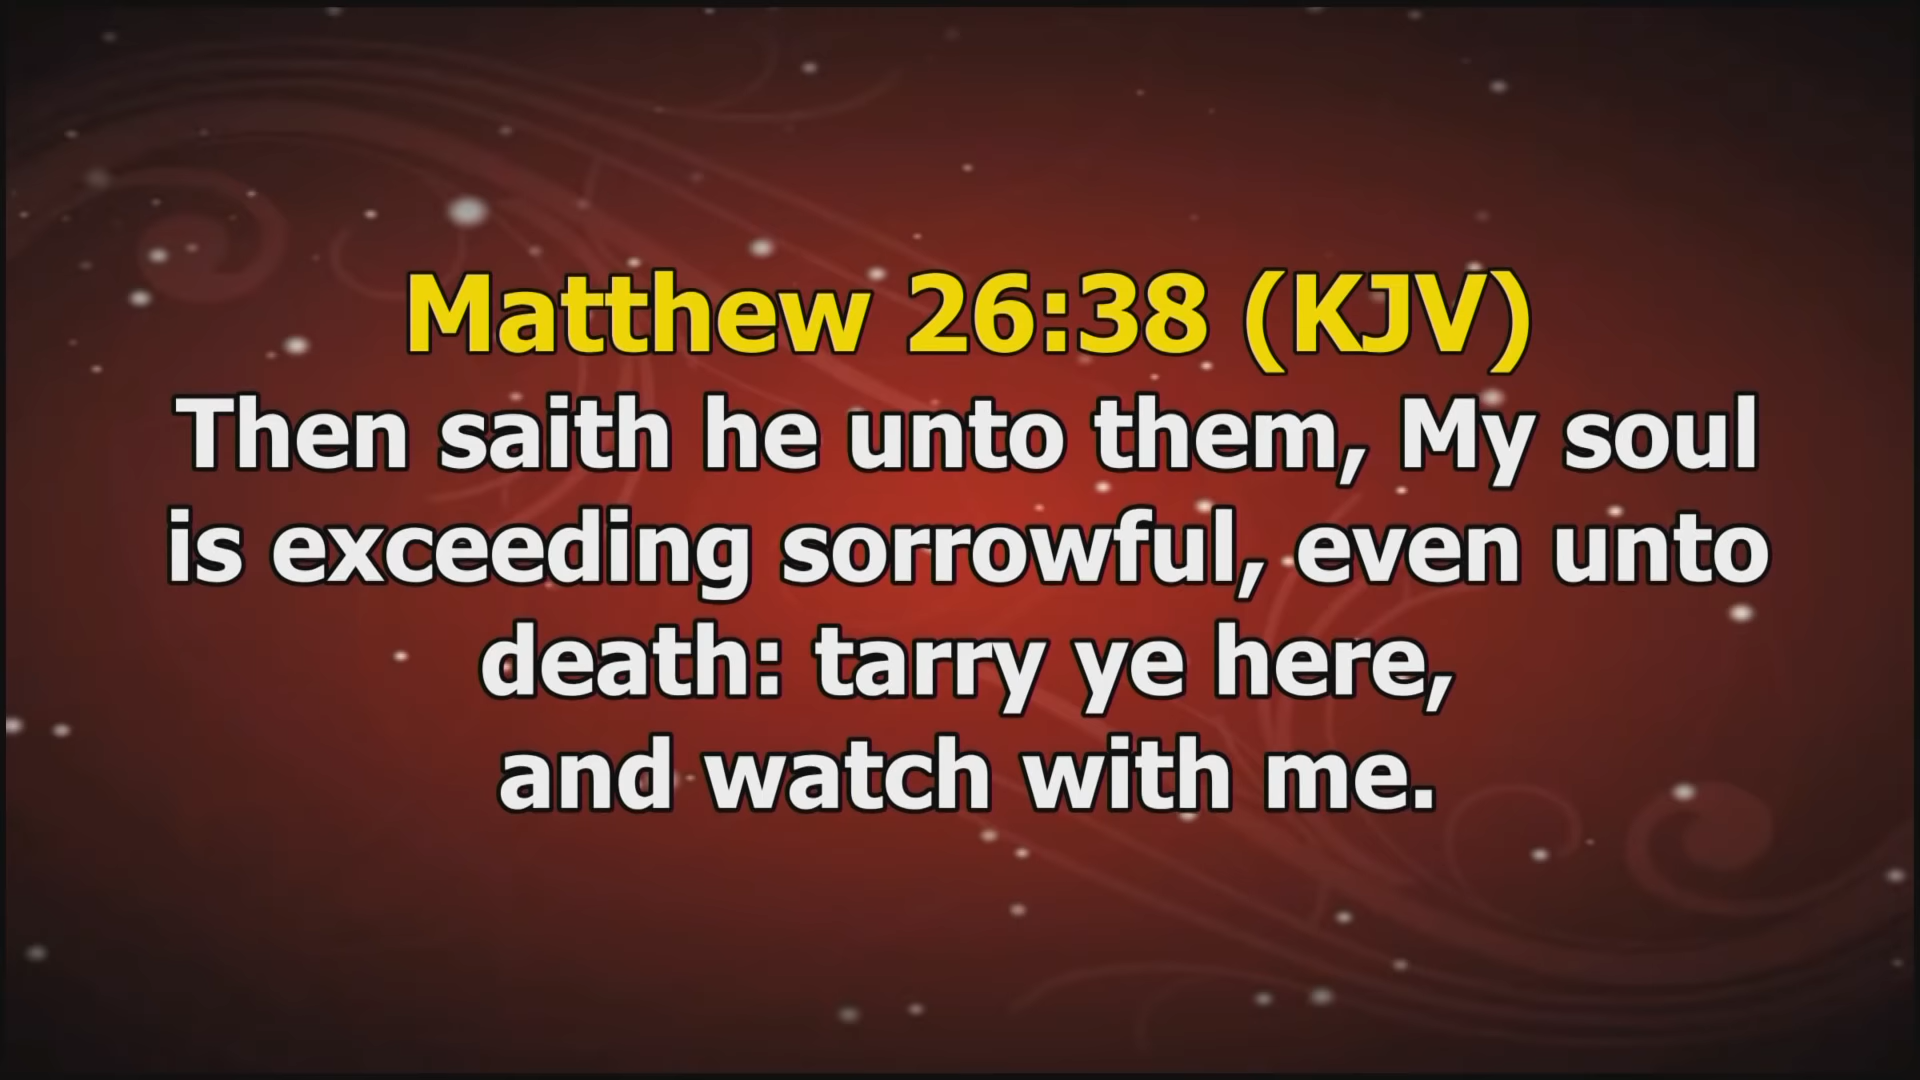 Matthew 26:38 (KJV)
Then saith he unto them, My soul
is exceeding sorrowful, even unto
death: tarry ye here,
and watch with me.